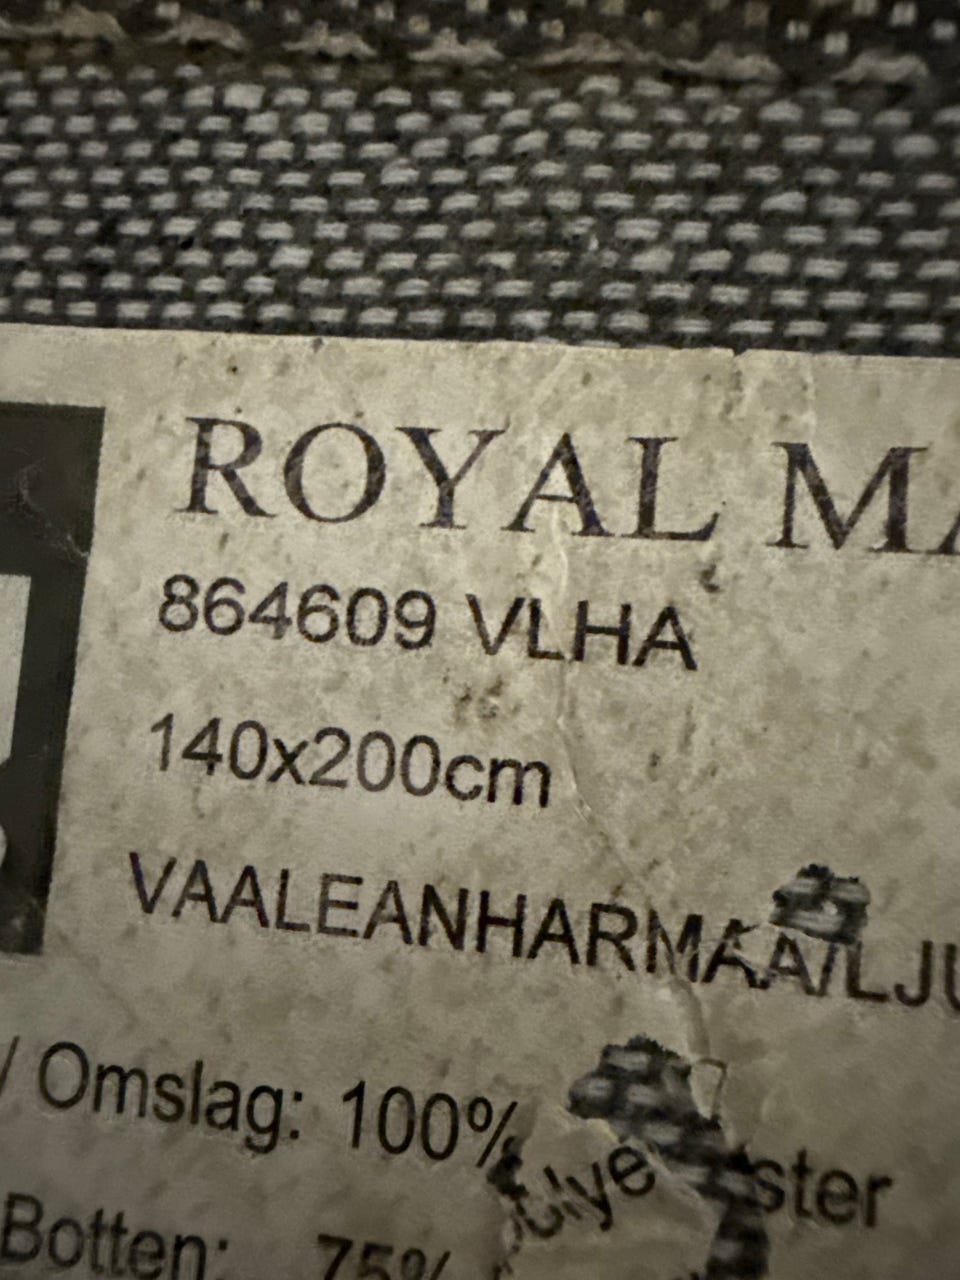 ROYAL MA
864609 VLHA
140x200cm
VAALEANHARMAA/LJU
/ Omslag: 100% polyester
Botten: 75%